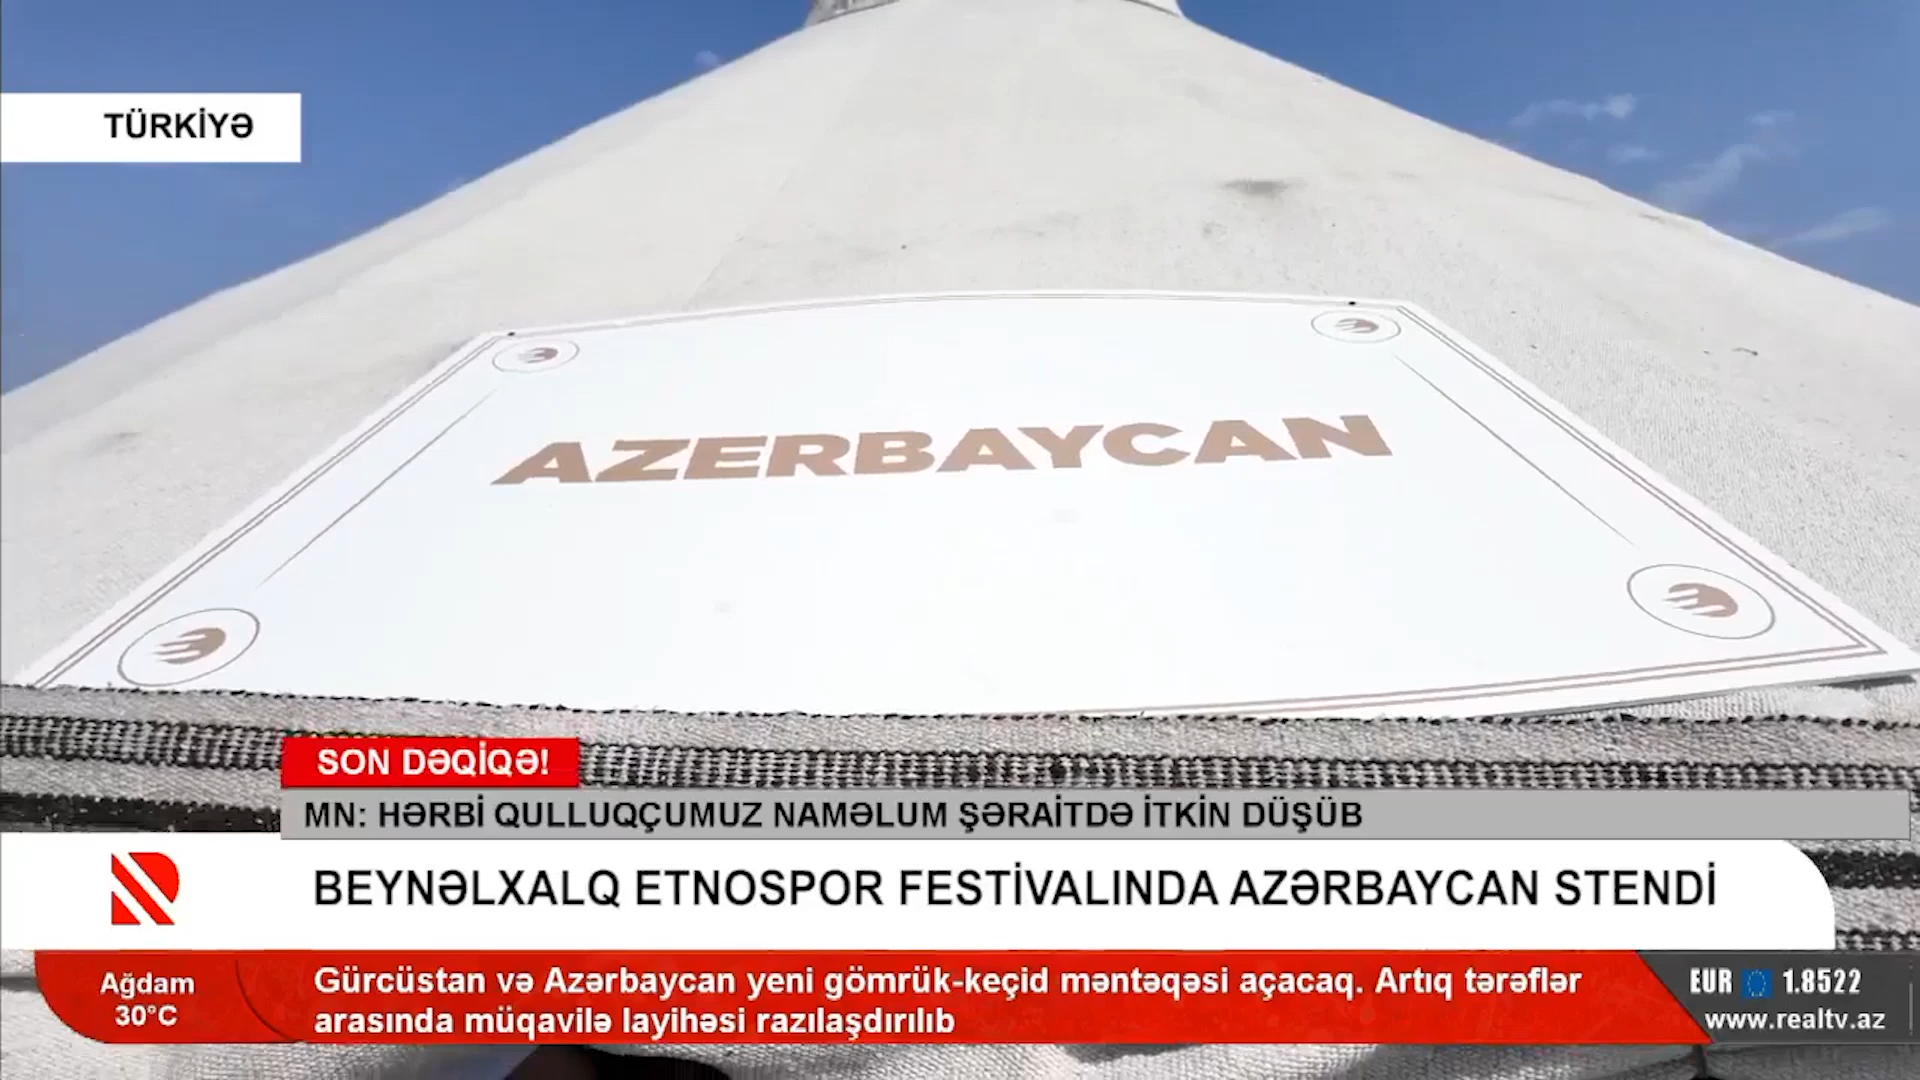 TÜRKİYƏ
AZERBAYCAN
SON DƏQİQƏ!
MN: HƏRBİ QULLUQÇUMUZ NAMƏLUM ŞƏRAİTDƏ İTKİN DÜŞÜB
BEYNƏLXALQ ETNOSPOR FESTİVALINDA AZƏRBAYCAN STENDİ
Ağdam
30°C
Gürcüstan və Azərbaycan yeni gömrük-keçid məntəqəsi açacaq. Artıq tərəflər
arasında müqavilə layihəsi razılaşdırılıb
EUR 1.8522
www.realtv.az